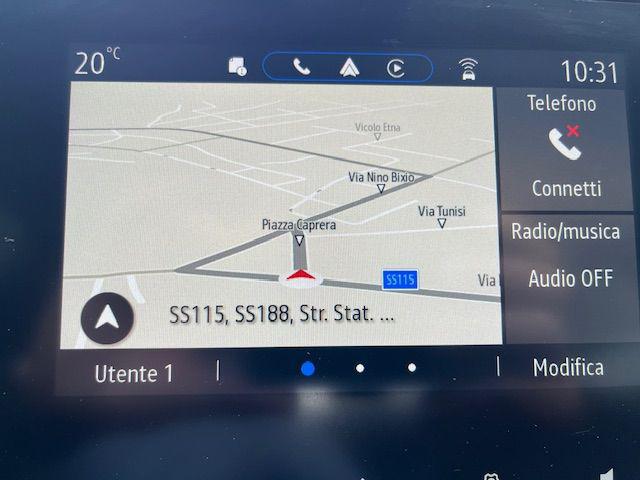 20°C
10:31
Telefono
Connetti
Radio/musica
Audio OFF
Vicolo Etna
Via Nino Bixio
Via Tunisi
Piazza Caprera
SS115
Via
SS115, SS188, Str. Stat. ...
Utente 1
Modifica